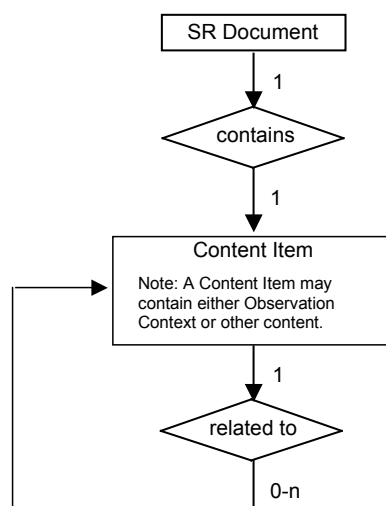 SR Document
1
contains
1
Content Item
Note: A Content Item may
contain either Observation
Context or other content.
1
related to
0-n